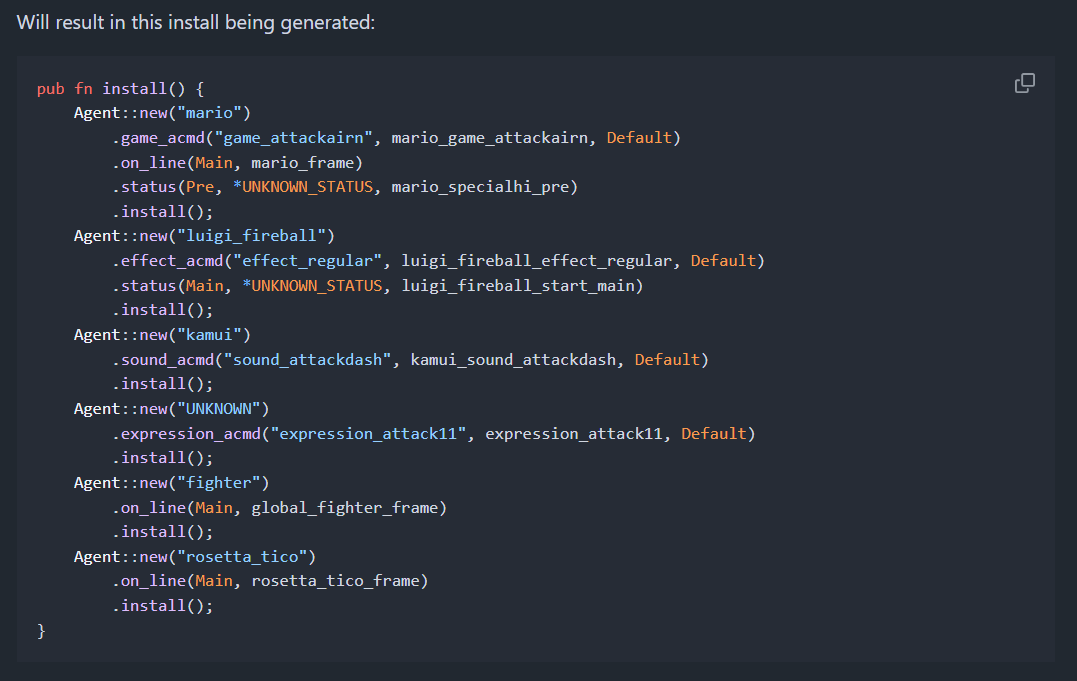 Will result in this install being generated:
pub fn install() {
    Agent::new("mario")
        .game_acmd("game_attackairn", mario_game_attackairn, Default)
        .on_line(Main, mario_frame)
        .status(Pre, *UNKNOWN_STATUS, mario_specialhi_pre)
        .install();
    Agent::new("luigi_fireball")
        .effect_acmd("effect_regular", luigi_fireball_effect_regular, Default)
        .status(Main, *UNKNOWN_STATUS, luigi_fireball_start_main)
        .install();
    Agent::new("kamui")
        .sound_acmd("sound_attackdash", kamui_sound_attackdash, Default)
        .install();
    Agent::new("UNKNOWN")
        .expression_acmd("expression_attack11", expression_attack11, Default)
        .install();
    Agent::new("fighter")
        .on_line(Main, global_fighter_frame)
        .install();
    Agent::new("rosetta_tico")
        .on_line(Main, rosetta_tico_frame)
        .install();
}